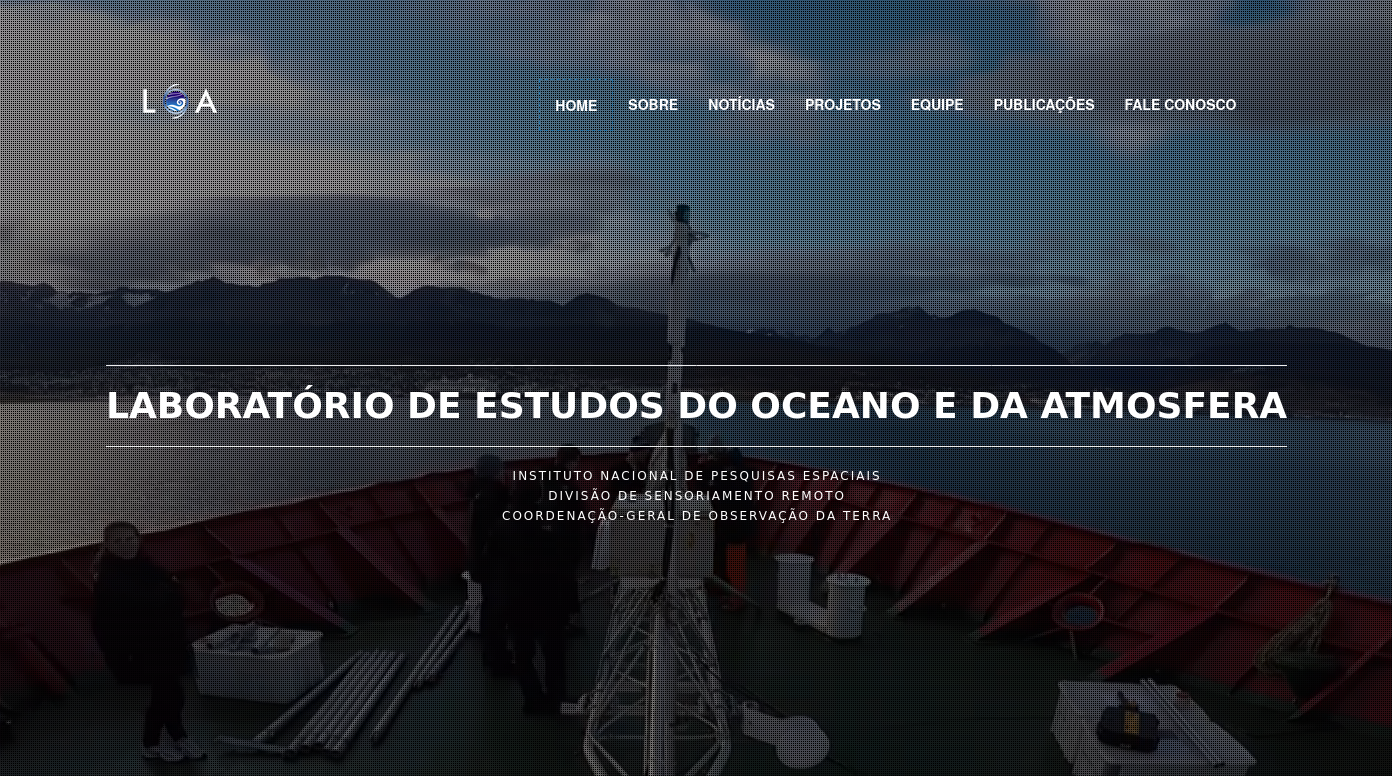 LOA
HOME SOBRE NOTÍCIAS PROJETOS EQUIPE PUBLICAÇÕES FALE CONOSCO
LABORATÓRIO DE ESTUDOS DO OCEANO E DA ATMOSFERA
INSTITUTO NACIONAL DE PESQUISAS ESPACIAIS
DIVISÃO DE SENSORIAMENTO REMOTO
COORDENAÇÃO-GERAL DE OBSERVAÇÃO DA TERRA